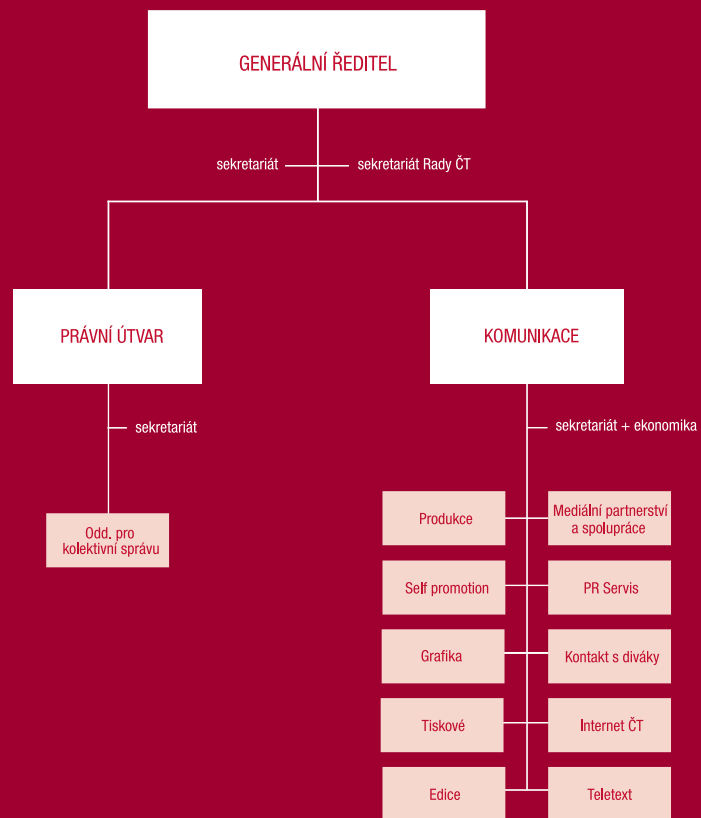 GENERÁLNÍ ŘEDITEL
sekretariát
sekretariát Rady ČT
PRÁVNÍ ÚTVAR
KOMUNIKACE
sekretariát
sekretariát + ekonomika
Odd. pro
kolektivní správu
Produkce
Mediální partnerství
a spolupráce
Self promotion
PR Servis
Grafika
Kontakt s diváky
Tiskové
Internet ČT
Edice
Teletext